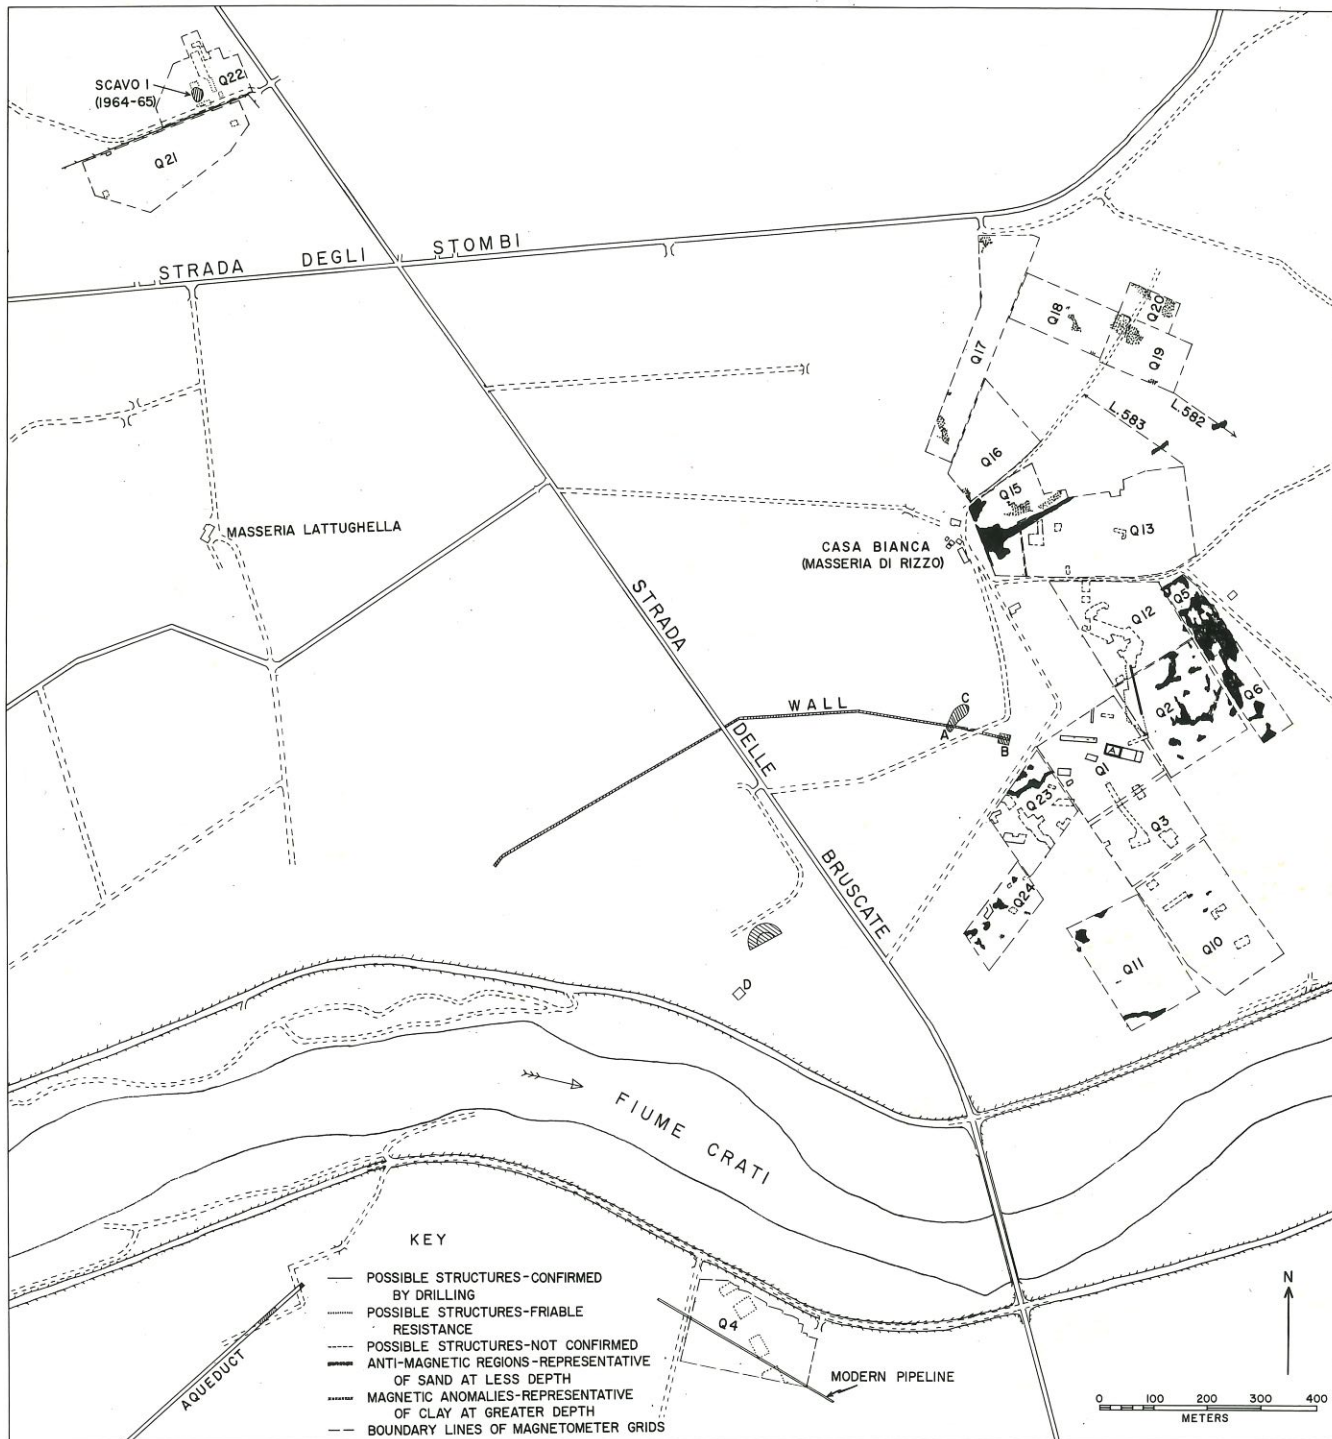 SCAVO I
(1964-65)
Q22
Q21
STRADA DEGLI STOMBI
Q18
Q20
Q17
Q19
L.583
L.582
Q16
Q15
Q13
MASSERIA LATTUGHELLA
CASA BIANCA
(MASSERIA DI RIZZO)
STRADA DELLE BRUSCATE
Q5
Q12
WALL
C
A
B
Q2
Q6
A
Q1
Q23
Q3
Q24
Q10
Q11
D
FIUME CRATI
KEY
POSSIBLE STRUCTURES-CONFIRMED
BY DRILLING
POSSIBLE STRUCTURES-FRIABLE
RESISTANCE
POSSIBLE STRUCTURES-NOT CONFIRMED
ANTI-MAGNETIC REGIONS-REPRESENTATIVE
OF SAND AT LESS DEPTH
MAGNETIC ANOMALIES-REPRESENTATIVE
OF CLAY AT GREATER DEPTH
BOUNDARY LINES OF MAGNETOMETER GRIDS
AQUEDUCT
Q4
MODERN PIPELINE
N
0 100 200 300 400
METERS